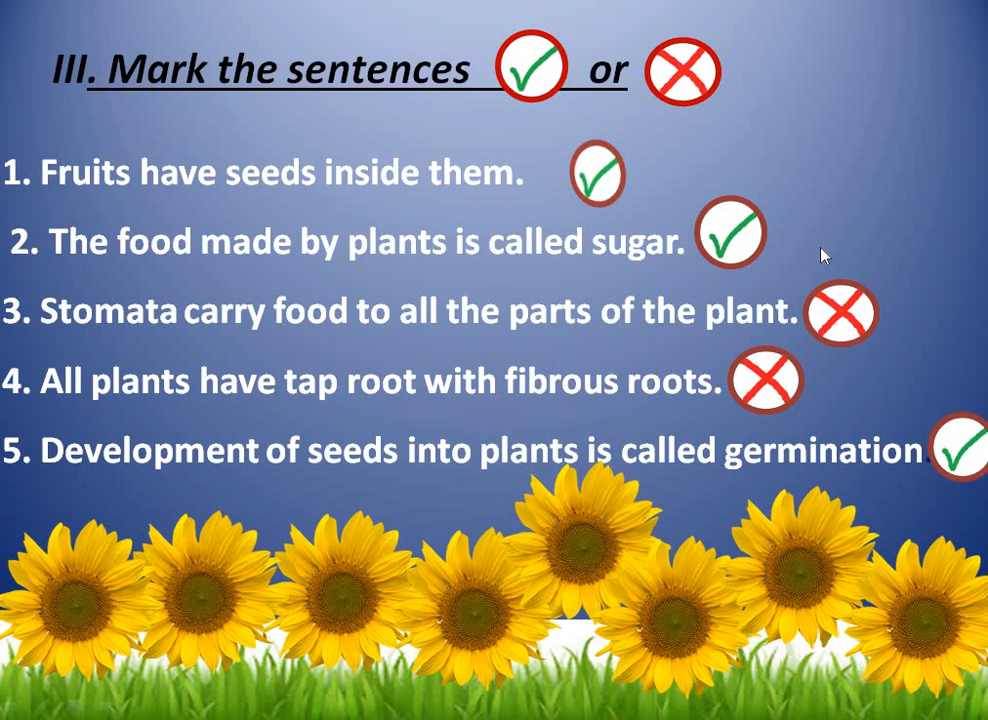 III. Mark the sentences or
1. Fruits have seeds inside them.
2. The food made by plants is called sugar.
3. Stomata carry food to all the parts of the plant.
4. All plants have tap root with fibrous roots.
5. Development of seeds into plants is called germination.